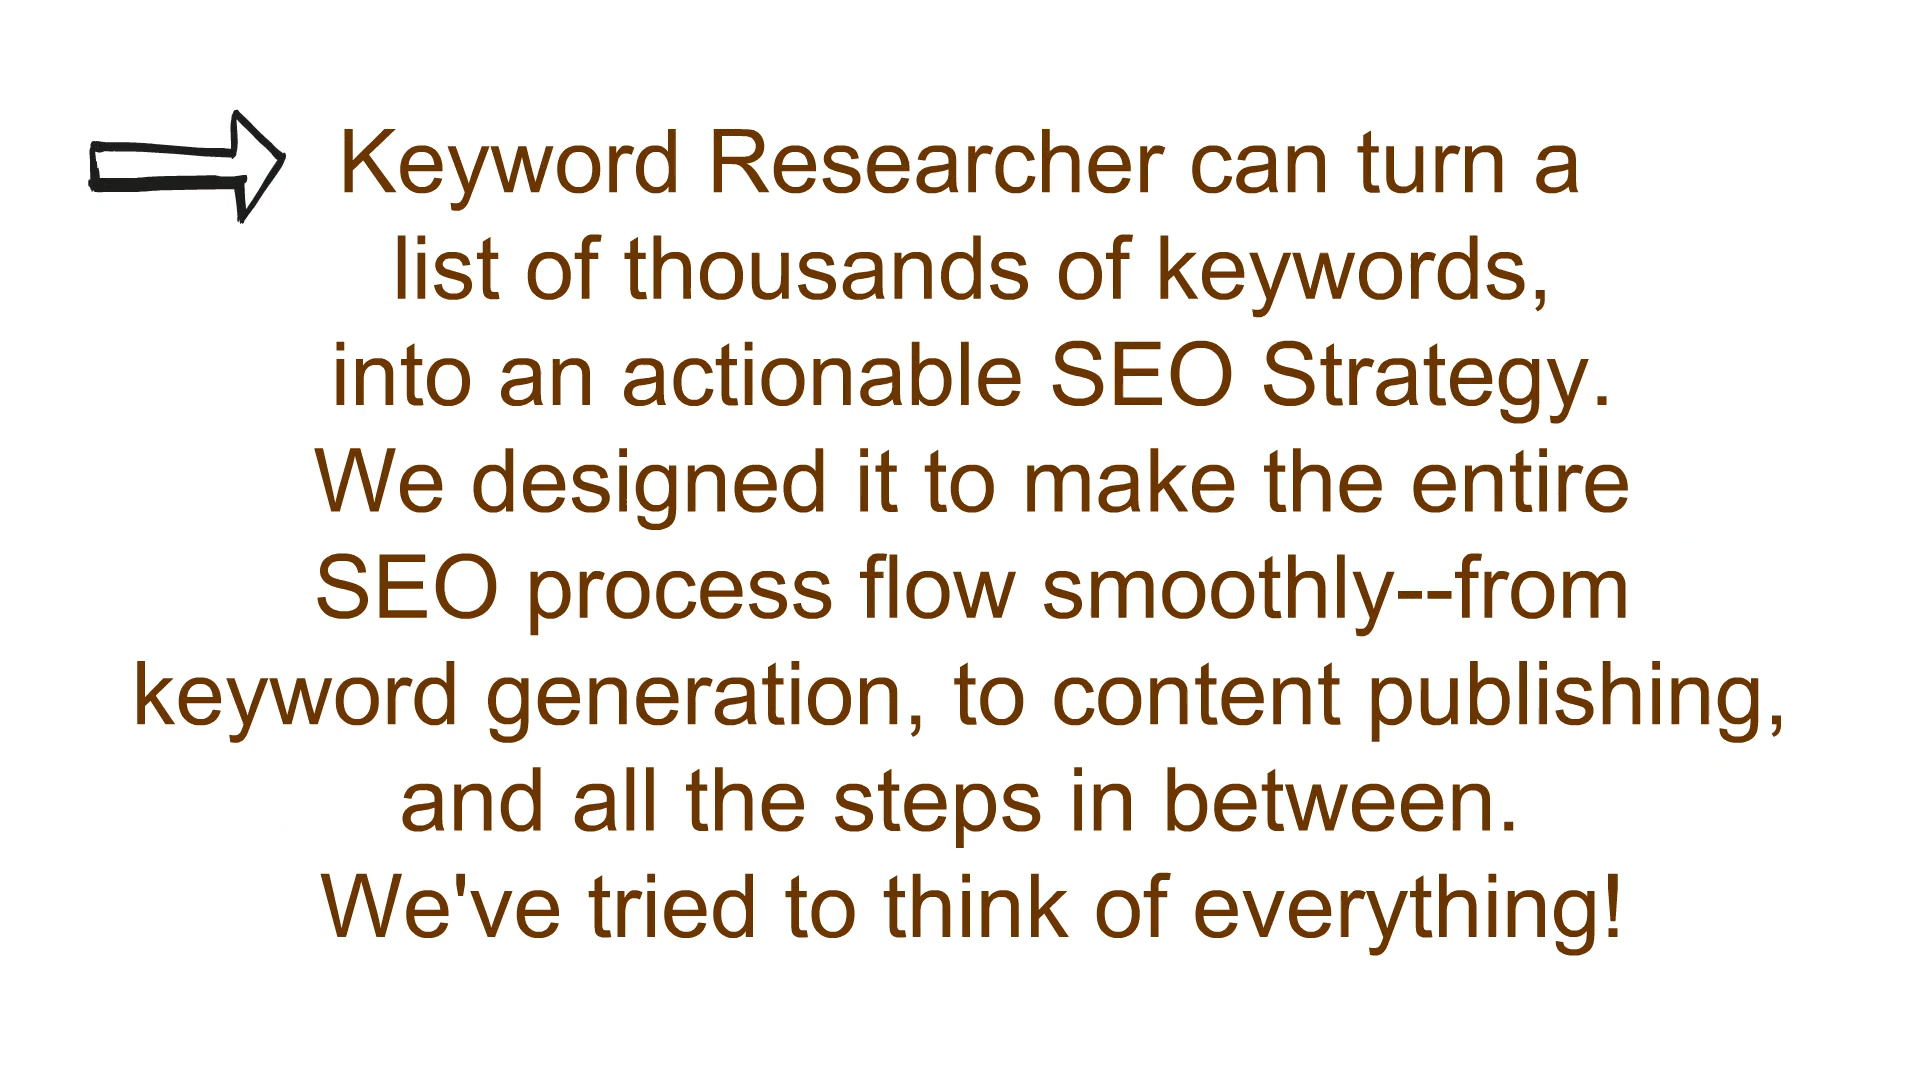 Keyword Researcher can turn a
list of thousands of keywords,
into an actionable SEO Strategy.
We designed it to make the entire
SEO process flow smoothly--from
keyword generation, to content publishing,
and all the steps in between.
We've tried to think of everything!